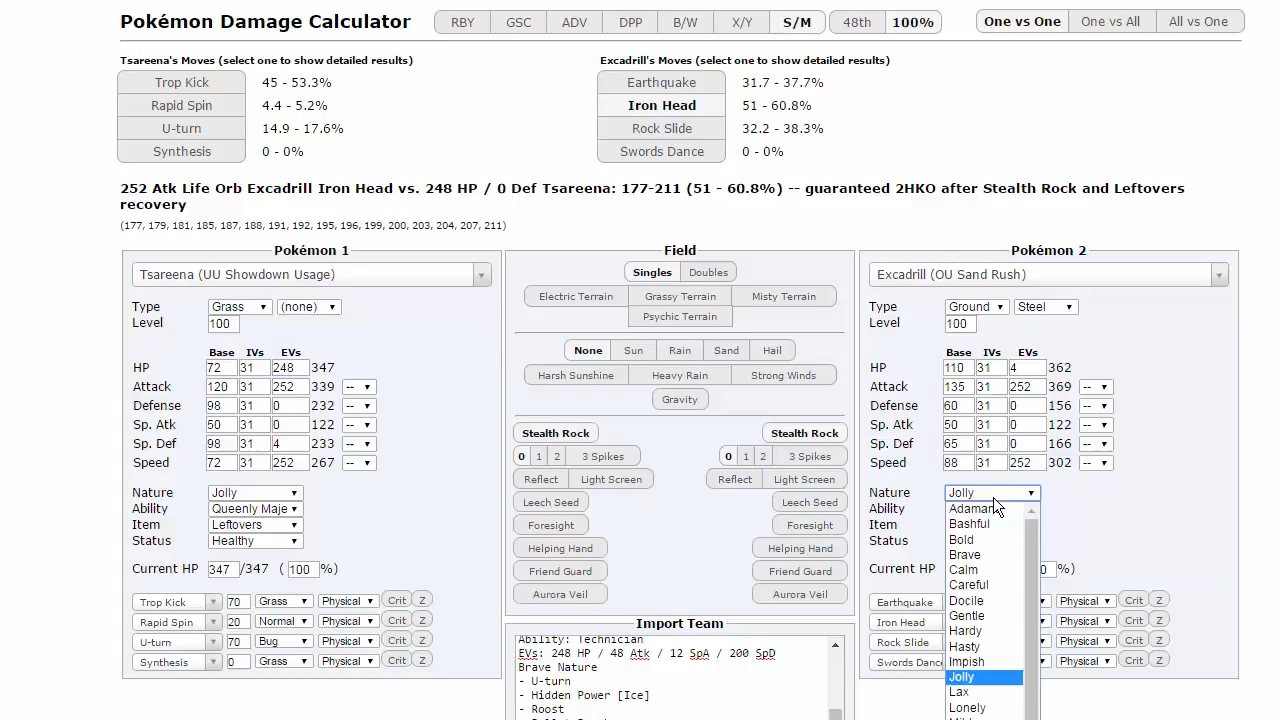 Pokémon Damage Calculator RBY GSC ADV DPP B/W X/Y S/M 48th 100% One vs One One vs All All vs One
Tsareena's Moves (select one to show detailed results) Excadrill's Moves (select one to show detailed results)
Trop Kick 45 - 53.3% Earthquake 31.7 - 37.7%
Rapid Spin 4.4 - 5.2% Iron Head 51 - 60.8%
U-turn 14.9 - 17.6% Rock Slide 32.2 - 38.3%
Synthesis 0 - 0% Swords Dance 0 - 0%
252 Atk Life Orb Excadrill Iron Head vs. 248 HP / 0 Def Tsareena: 177-211 (51 - 60.8%) -- guaranteed 2HKO after Stealth Rock and Leftovers
recovery
(177, 179, 181, 185, 187, 188, 191, 192, 195, 196, 199, 200, 203, 204, 207, 211)
Pokémon 1
Tsareena (UU Showdown Usage)
Type Grass (none)
Level 100
Base IVs EVs
HP 72 31 248 347
Attack 120 31 252 339 --
Defense 98 31 0 232 --
Sp. Atk 50 31 0 122 --
Sp. Def 98 31 4 233 --
Speed 72 31 252 267 --
Nature Jolly
Ability Queenly Maje
Item Leftovers
Status Healthy
Current HP 347 /347 ( 100 %)
Trop Kick 70 Grass Physical Crit Z
Rapid Spin 20 Normal Physical Crit Z
U-turn 70 Bug Physical Crit Z
Synthesis 0 Grass Physical Crit Z
Field
Singles Doubles
Electric Terrain Grassy Terrain Misty Terrain
Psychic Terrain
None Sun Rain Sand Hail
Harsh Sunshine Heavy Rain Strong Winds
Gravity
Stealth Rock Stealth Rock
0 1 2 3 Spikes 0 1 2 3 Spikes
Reflect Light Screen Reflect Light Screen
Leech Seed Leech Seed
Foresight Foresight
Helping Hand Helping Hand
Friend Guard Friend Guard
Aurora Veil Aurora Veil
Import Team
Ability: Technician
EVs: 248 HP / 48 Atk / 12 SpA / 200 SpD
Brave Nature
- U-turn
- Hidden Power [Ice]
- Roost
Pokémon 2
Excadrill (OU Sand Rush)
Type Ground Steel
Level 100
Base IVs EVs
HP 110 31 4 362
Attack 135 31 252 369 --
Defense 60 31 0 156 --
Sp. Atk 50 31 0 122 --
Sp. Def 65 31 0 166 --
Speed 88 31 252 302 --
Nature Jolly
Ability
Item
Status
Current HP 0 %)
Earthquake Physical Crit Z
Iron Head Physical Crit Z
Rock Slide Physical Crit Z
Swords Danc Physical Crit Z
Adaman
Bashful
Bold
Brave
Calm
Careful
Docile
Gentle
Hardy
Hasty
Impish
Jolly
Lax
Lonely